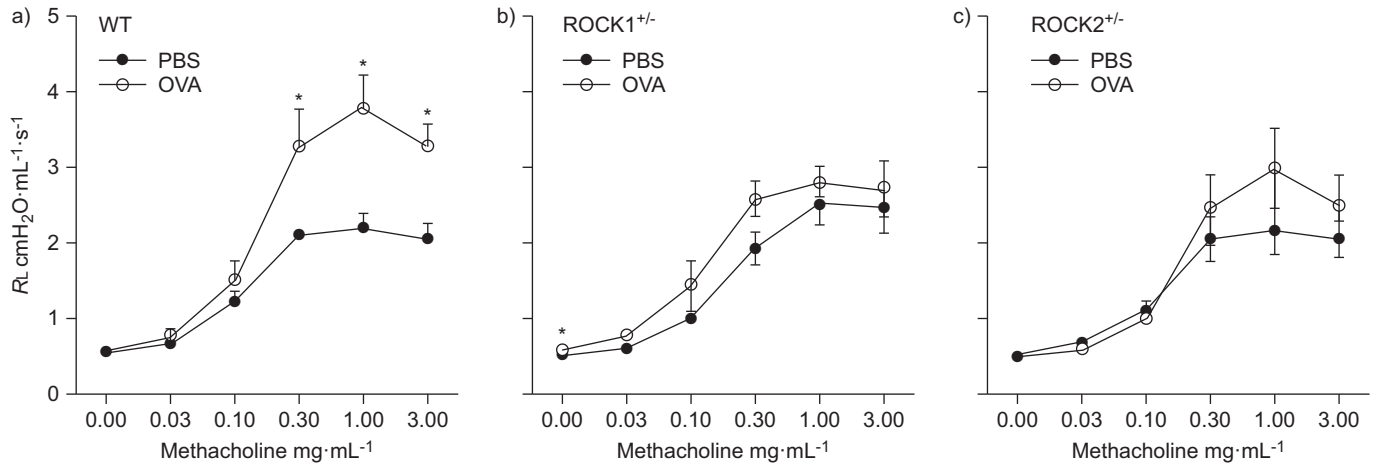 a)
WT
PBS
OVA
* * *
5
4
3
2
1
0
RL cmH₂O·mL⁻¹·s⁻¹
0.00 0.03 0.10 0.30 1.00 3.00
Methacholine mg·mL⁻¹
b)
ROCK1⁺/⁻
PBS
OVA
*
0.00 0.03 0.10 0.30 1.00 3.00
Methacholine mg·mL⁻¹
c)
ROCK2⁺/⁻
PBS
OVA
0.00 0.03 0.10 0.30 1.00 3.00
Methacholine mg·mL⁻¹